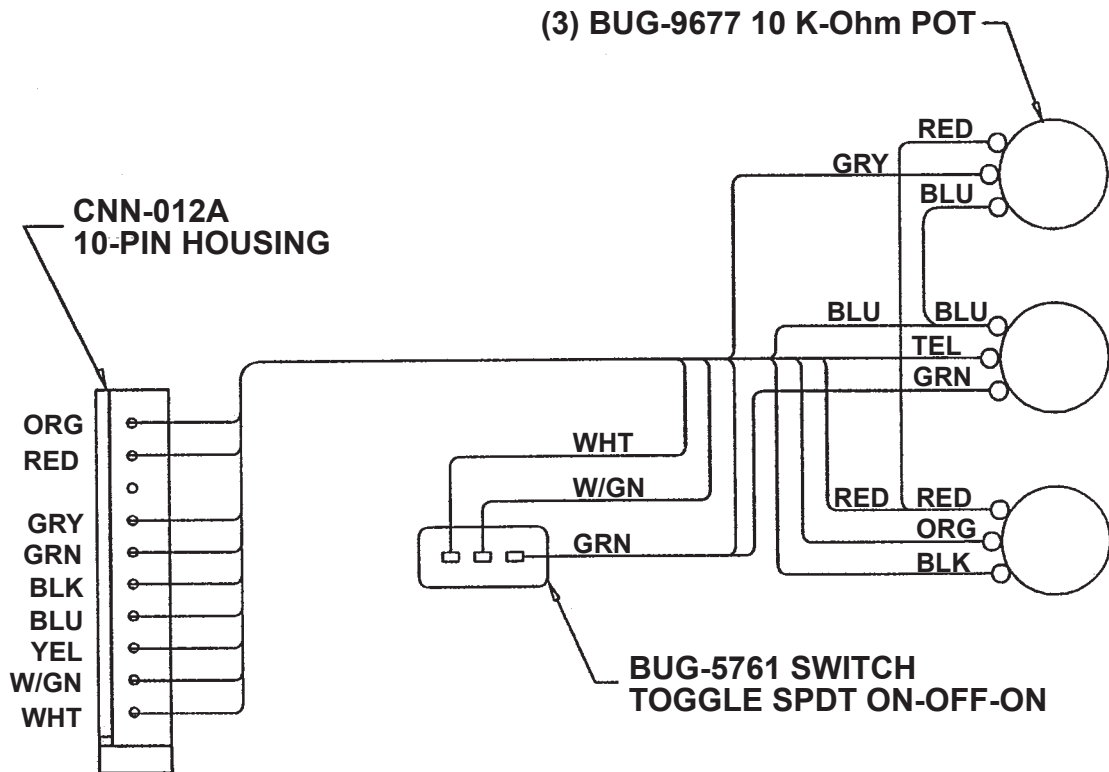 (3) BUG-9677 10 K-Ohm POT
RED
GRY
BLU
CNN-012A
10-PIN HOUSING
BLU
BLU
TEL
GRN
ORG
RED
GRY
GRN
BLK
BLU
YEL
W/GN
WHT
WHT
W/GN
GRN
RED
RED
ORG
BLK
BUG-5761 SWITCH
TOGGLE SPDT ON-OFF-ON